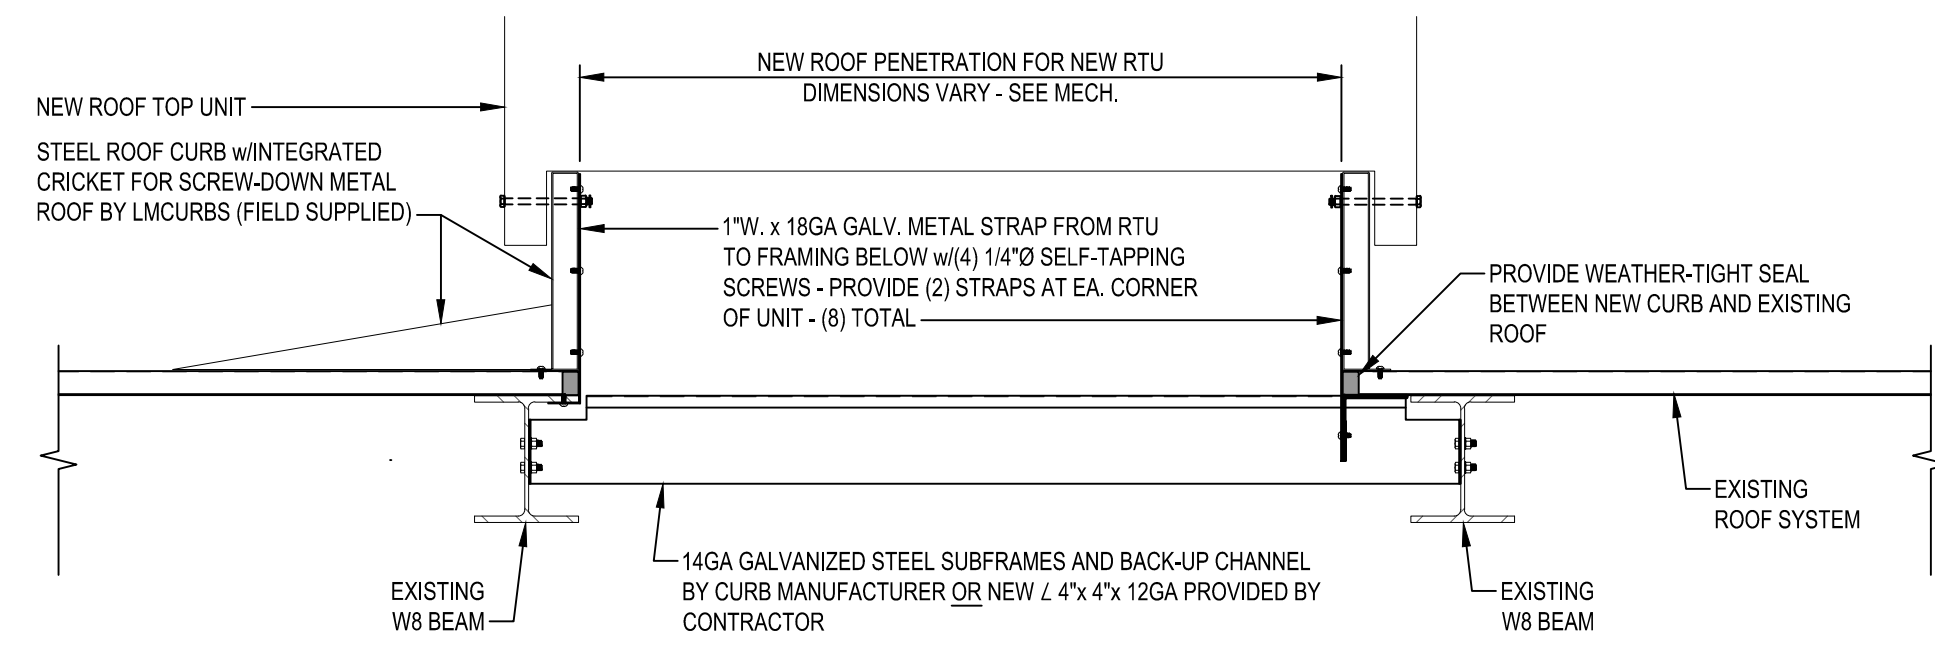 NEW ROOF PENETRATION FOR NEW RTU
DIMENSIONS VARY - SEE MECH.
NEW ROOF TOP UNIT
STEEL ROOF CURB w/INTEGRATED
CRICKET FOR SCREW-DOWN METAL
ROOF BY LMCURBS (FIELD SUPPLIED)
1"W. x 18GA GALV. METAL STRAP FROM RTU
TO FRAMING BELOW w/(4) 1/4"Ø SELF-TAPPING
SCREWS - PROVIDE (2) STRAPS AT EA. CORNER
OF UNIT - (8) TOTAL
PROVIDE WEATHER-TIGHT SEAL
BETWEEN NEW CURB AND EXISTING
ROOF
EXISTING
ROOF SYSTEM
14GA GALVANIZED STEEL SUBFRAMES AND BACK-UP CHANNEL
BY CURB MANUFACTURER OR NEW ∠ 4"x 4"x 12GA PROVIDED BY
CONTRACTOR
EXISTING
W8 BEAM
EXISTING
W8 BEAM